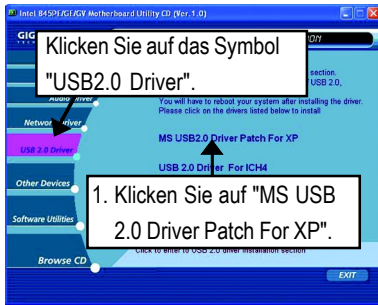 Intel 845PE/GE/GV Motherboard Utility CD (Ver.1.0)
GIG
Klicken Sie auf das Symbol
"USB2.0 Driver".
section.
USB 2.0,
You will have to reboot your system after installing the driver.
Please click on the drivers listed below to install
Audio Driver
Network Driver
MS USB2.0 Driver Patch For XP
USB 2.0 Driver
USB 2.0 Driver For ICH4
Other Devices
1. Klicken Sie auf "MS USB
2.0 Driver Patch For XP".
Software Utilities
Click to enter to USB 2.0 driver installation section
Browse CD
EXIT